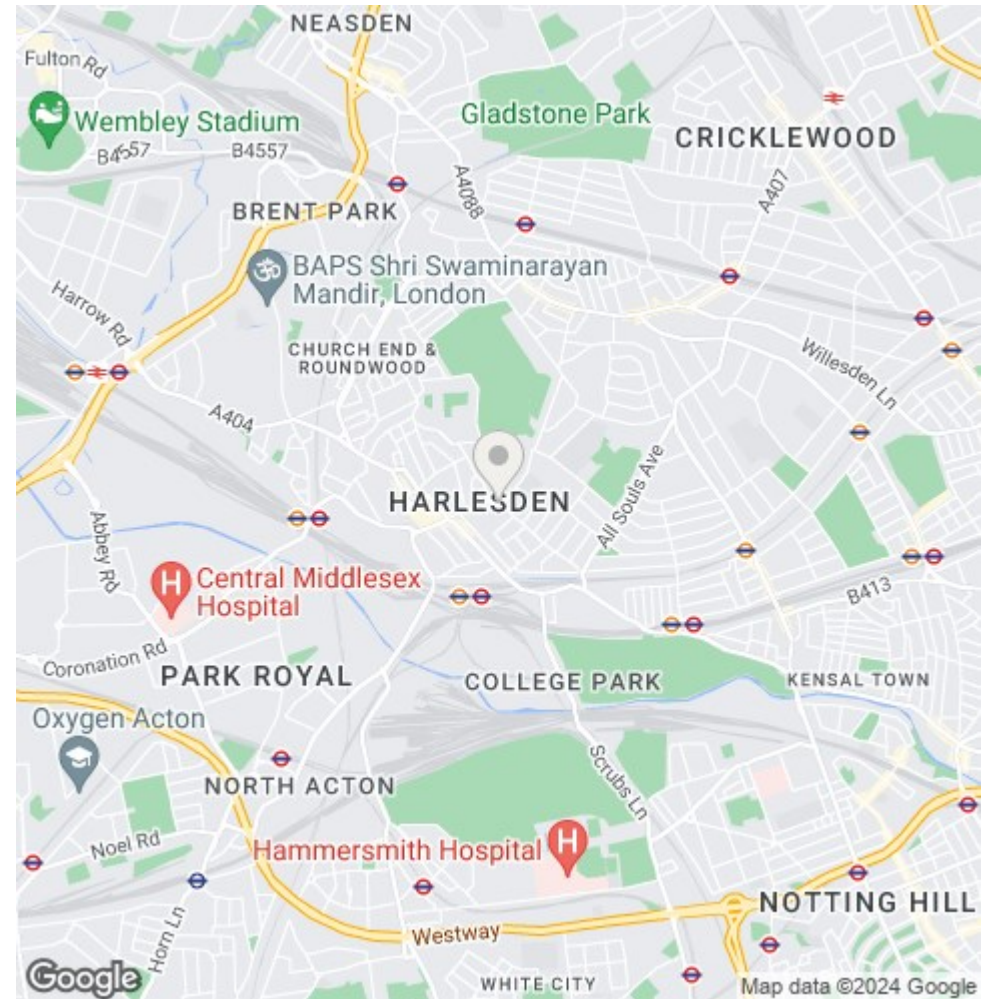 NEASDEN
Fulton Rd
Wembley Stadium
Gladstone Park
CRICKLEWOOD
B4557
B4557
A4088
A407
BRENT PARK
BAPS Shri Swaminarayan
Mandir, London
Harrow Rd
CHURCH END &
ROUNDWOOD
Willesden Ln
A404
HARLESDEN
All Souls Ave
Abbey Rd
Central Middlesex
Hospital
B413
Coronation Rd
PARK ROYAL
COLLEGE PARK
KENSAL TOWN
Oxygen Acton
NORTH ACTON
Scrubs Ln
Noel Rd
Hammersmith Hospital
Horn Ln
NOTTING HILL
Westway
WHITE CITY
Google
Map data ©2024 Google